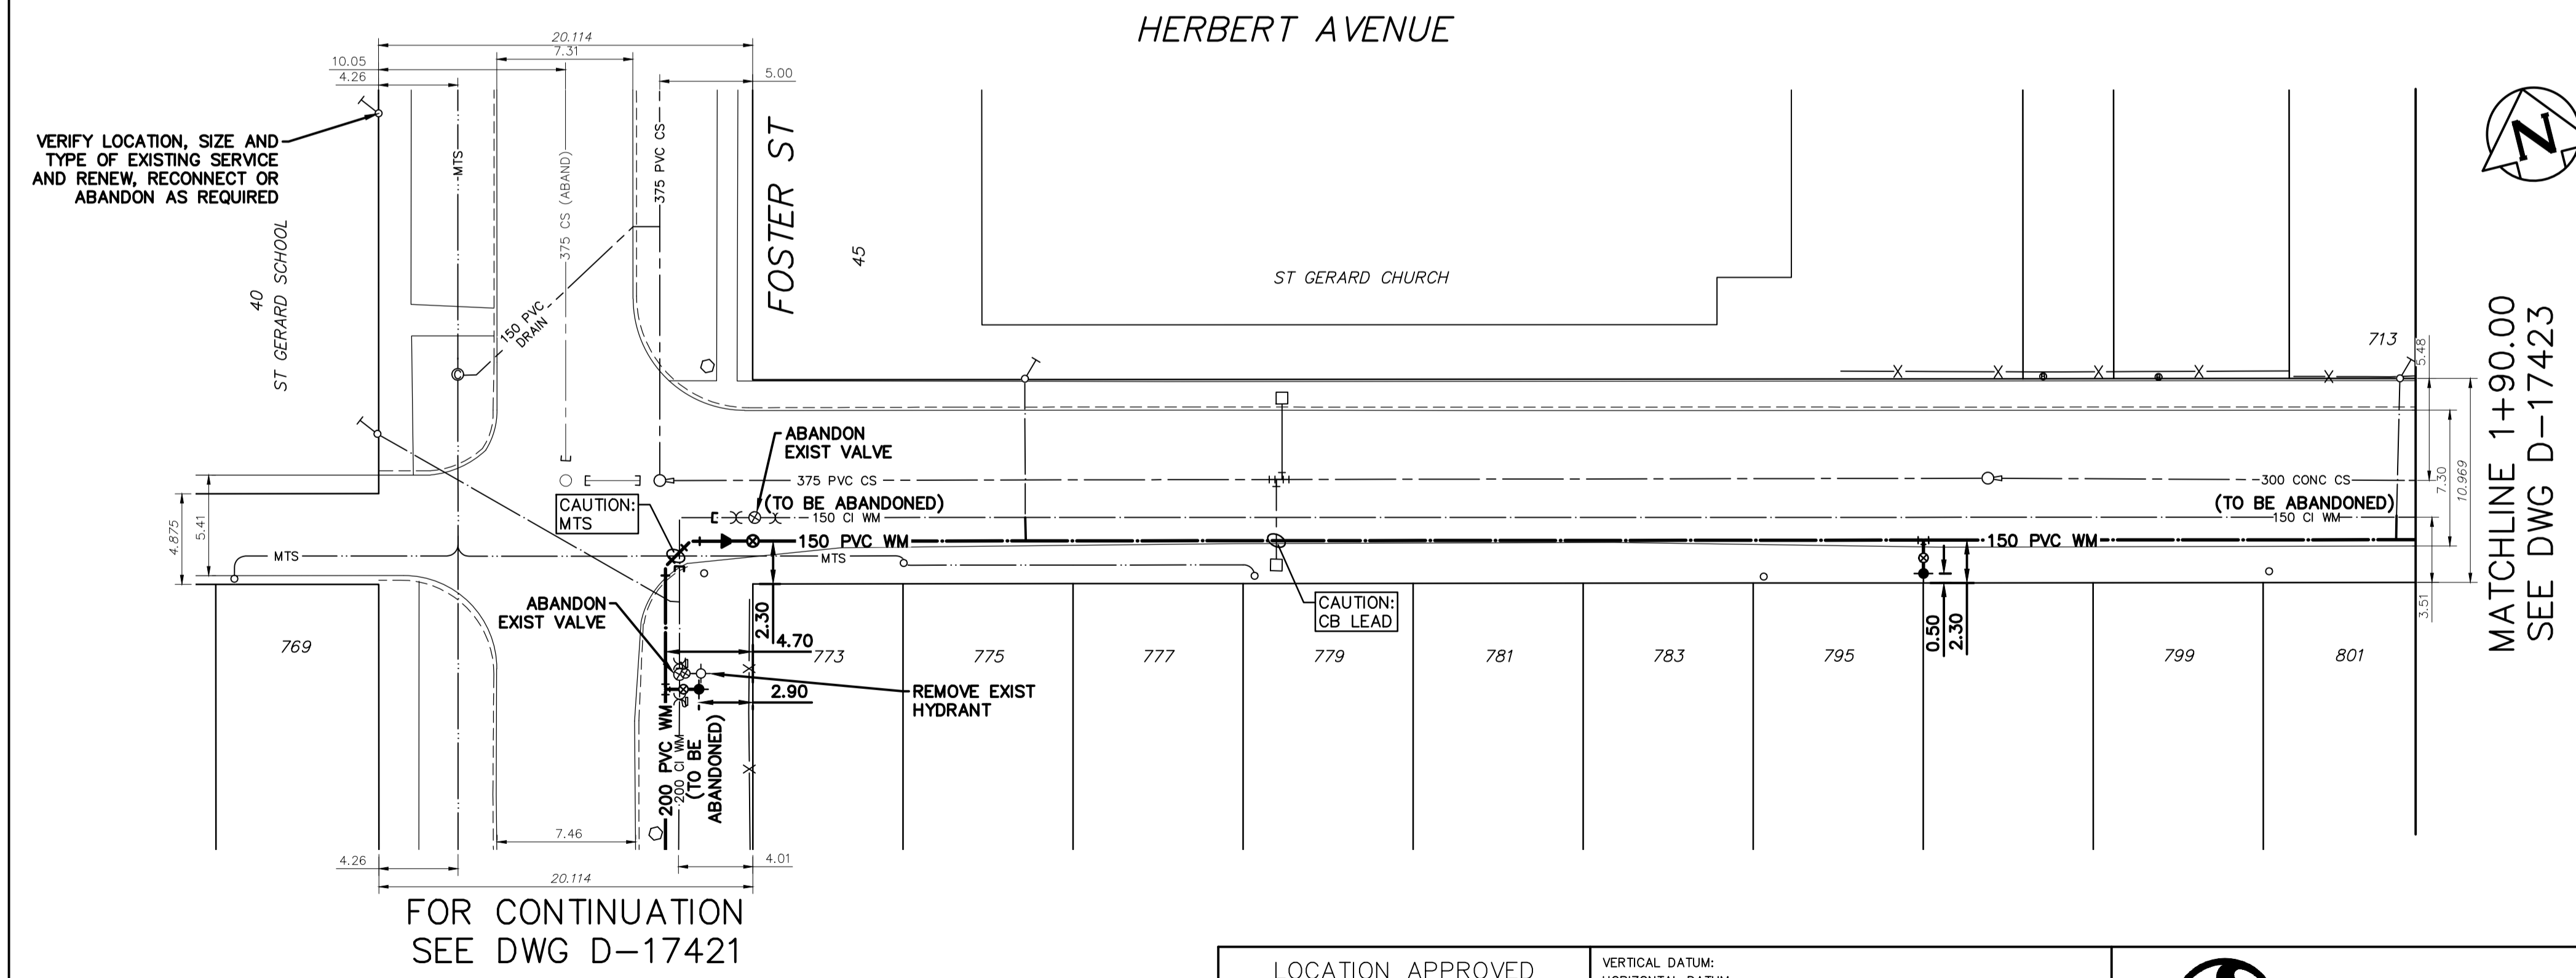 HERBERT AVENUE
20.114
7.31
10.05
4.26
5.00
VERIFY LOCATION, SIZE AND
TYPE OF EXISTING SERVICE
AND RENEW, RECONNECT OR
ABANDON AS REQUIRED
40
ST GERARD SCHOOL
MTS
375 CS (ABAND)
375 PVC CS
150 PVC
DRAIN
FOSTER ST
45
ST GERARD CHURCH
N
713
5.48
MATCHLINE 1+90.00
SEE DWG D-17423
ABANDON
EXIST VALVE
375 PVC CS
300 CONC CS
7.30
10.969
CAUTION:
MTS
(TO BE ABANDONED)
150 CI WM
(TO BE ABANDONED)
150 CI WM
4.875
5.41
MTS
150 PVC WM
MTS
150 PVC WM
3.51
ABANDON
EXIST VALVE
2.30
4.70
CAUTION:
CB LEAD
0.50
2.30
769
773
775
777
779
781
783
795
799
801
2.90
REMOVE EXIST
HYDRANT
200 PVC WM
200 CI WM
(TO BE
ABANDONED)
7.46
4.26
4.01
20.114
FOR CONTINUATION
SEE DWG D-17421
LOCATION APPROVED
VERTICAL DATUM: